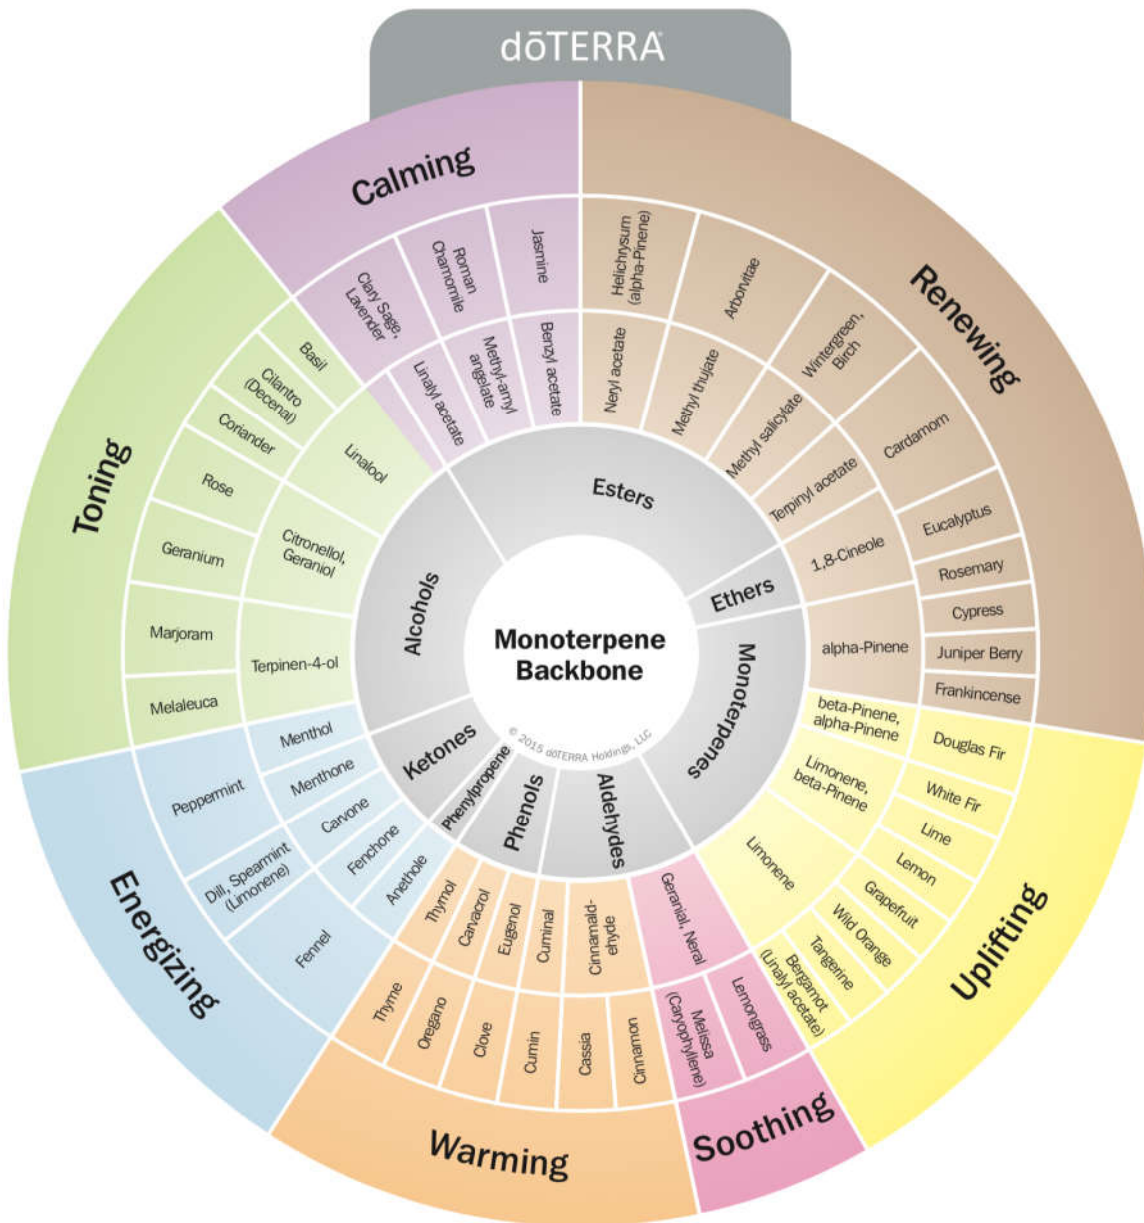 dōTERRA
Calming
Renewing
Uplifting
Soothing
Warming
Energizing
Toning
Clary Sage,
Lavender
Roman
Chamomile
Jasmine
Linalyl acetate
Methyl-amyl
angelate
Benzyl acetate
Helichrysum
(alpha-Pinene)
Arborvitae
Wintergreen,
Birch
Cardamom
Eucalyptus
Rosemary
Cypress
Juniper Berry
Frankincense
Neryl acetate
Methyl thujate
Methyl salicylate
Terpinyl acetate
1,8-Cineole
alpha-Pinene
beta-Pinene,
alpha-Pinene
Limonene,
beta-Pinene
Limonene
Douglas Fir
White Fir
Lime
Lemon
Grapefruit
Wild Orange
Tangerine
Bergamot
(Linalyl acetate)
Geranial, Neral
Lemongrass
Melissa
(Caryophyllene)
Thymol
Carvacrol
Eugenol
Cuminal
Cinnamald-
ehyde
Thyme
Oregano
Clove
Cumin
Cassia
Cinnamon
Menthol
Menthone
Carvone
Fenchone
Anethole
Peppermint
Dill, Spearmint
(Limonene)
Fennel
Basil
Cilantro
(Decenal)
Coriander
Rose
Geranium
Marjoram
Melaleuca
Linalool
Citronellol,
Geraniol
Terpinen-4-ol
Esters
Ethers
Monoterpenes
Aldehydes
Phenols
Phenylpropene
Ketones
Alcohols
Monoterpene
Backbone
© 2015 dōTERRA Holdings, LLC